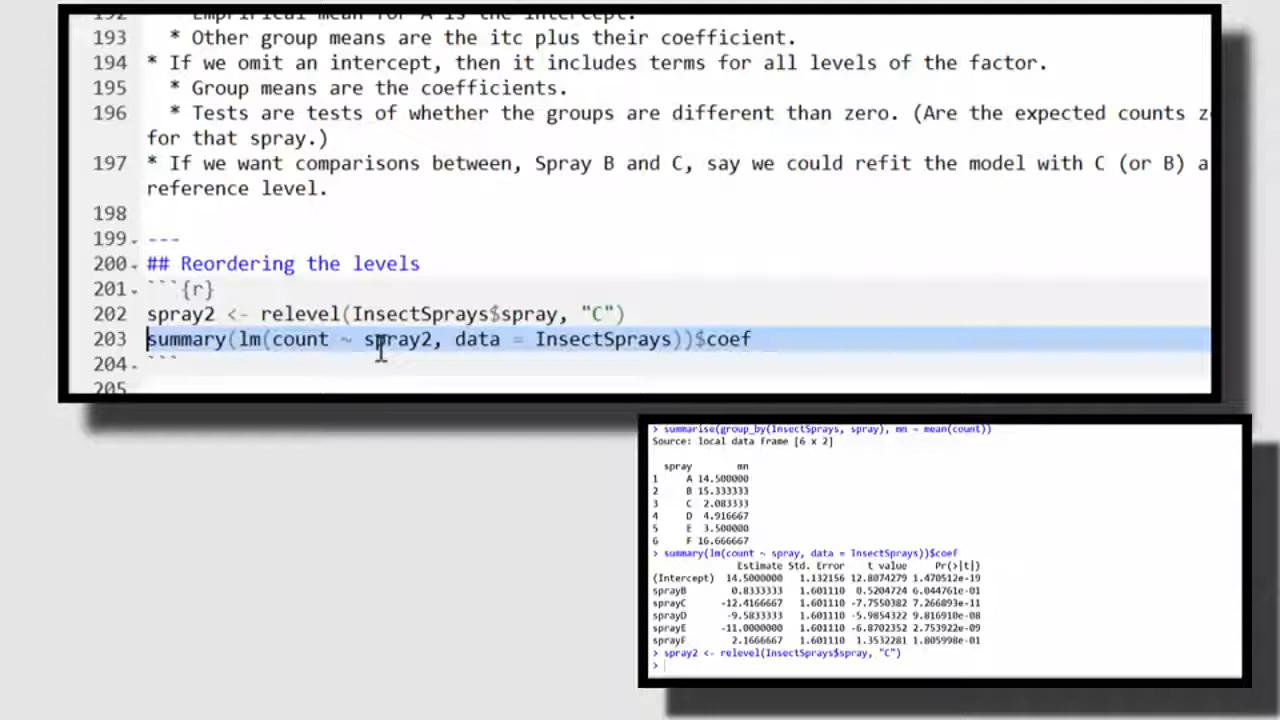 192     * Empirical mean for A is the intercept.
193   * Other group means are the itc plus their coefficient.
194 * If we omit an intercept, then it includes terms for all levels of the factor.
195   * Group means are the coefficients.
196   * Tests are tests of whether the groups are different than zero. (Are the expected counts z
for that spray.)
197 * If we want comparisons between, Spray B and C, say we could refit the model with C (or B) a
reference level.
198
199 ---
200 ## Reordering the levels
201 ```{r}
202 spray2 <- relevel(InsectSprays$spray, "C")
203 summary(lm(count ~ spray2, data = InsectSprays))$coef
204 ```
205
> summarise(group_by(InsectSprays, spray), mn = mean(count))
Source: local data frame [6 x 2]
spray mn
1 A 14.500000
2 B 15.333333
3 C 2.083333
4 D 4.916667
5 E 3.500000
6 F 16.666667
> summary(lm(count ~ spray, data = InsectSprays))$coef
Estimate Std. Error t value Pr(>|t|)
(Intercept) 14.5000000 1.132156 12.8074279 1.470512e-19
sprayB 0.8333333 1.601110 0.5204724 6.044761e-01
sprayC -12.4166667 1.601110 -7.7550382 7.266893e-11
sprayD -9.5833333 1.601110 -5.9854322 9.816910e-08
sprayE -11.0000000 1.601110 -6.8702352 2.753922e-09
sprayF 2.1666667 1.601110 1.3532281 1.805998e-01
> spray2 <- relevel(InsectSprays$spray, "C")
>